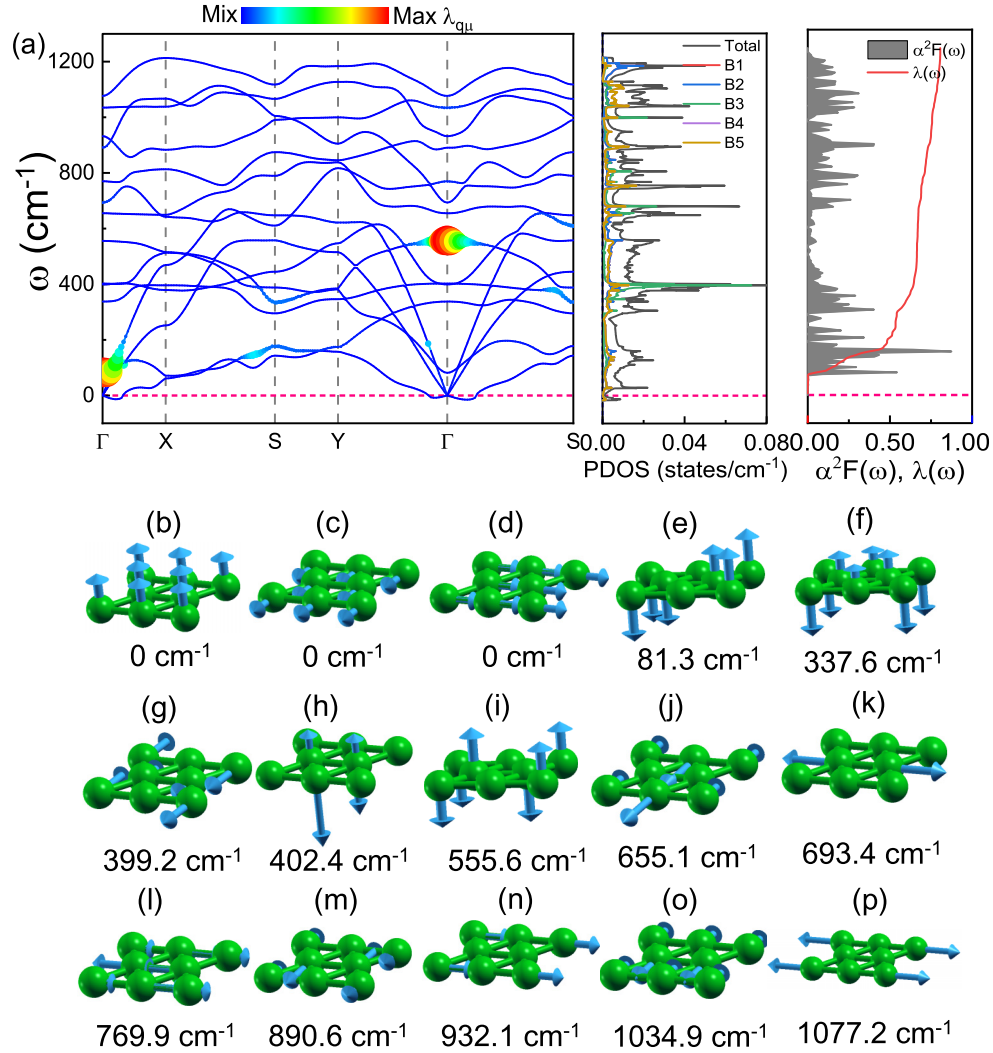 Mix Max λqμ
(a)
ω (cm⁻¹)
1200
800
400
0
Γ X S Y Γ S
Total
B1
B2
B3
B4
B5
0.00 0.04 0.08
PDOS (states/cm⁻¹)
α²F(ω)
λ(ω)
0.00 0.50 1.00
α²F(ω), λ(ω)
(b) (c) (d) (e) (f)
0 cm⁻¹ 0 cm⁻¹ 0 cm⁻¹ 81.3 cm⁻¹ 337.6 cm⁻¹
(g) (h) (i) (j) (k)
399.2 cm⁻¹ 402.4 cm⁻¹ 555.6 cm⁻¹ 655.1 cm⁻¹ 693.4 cm⁻¹
(l) (m) (n) (o) (p)
769.9 cm⁻¹ 890.6 cm⁻¹ 932.1 cm⁻¹ 1034.9 cm⁻¹ 1077.2 cm⁻¹